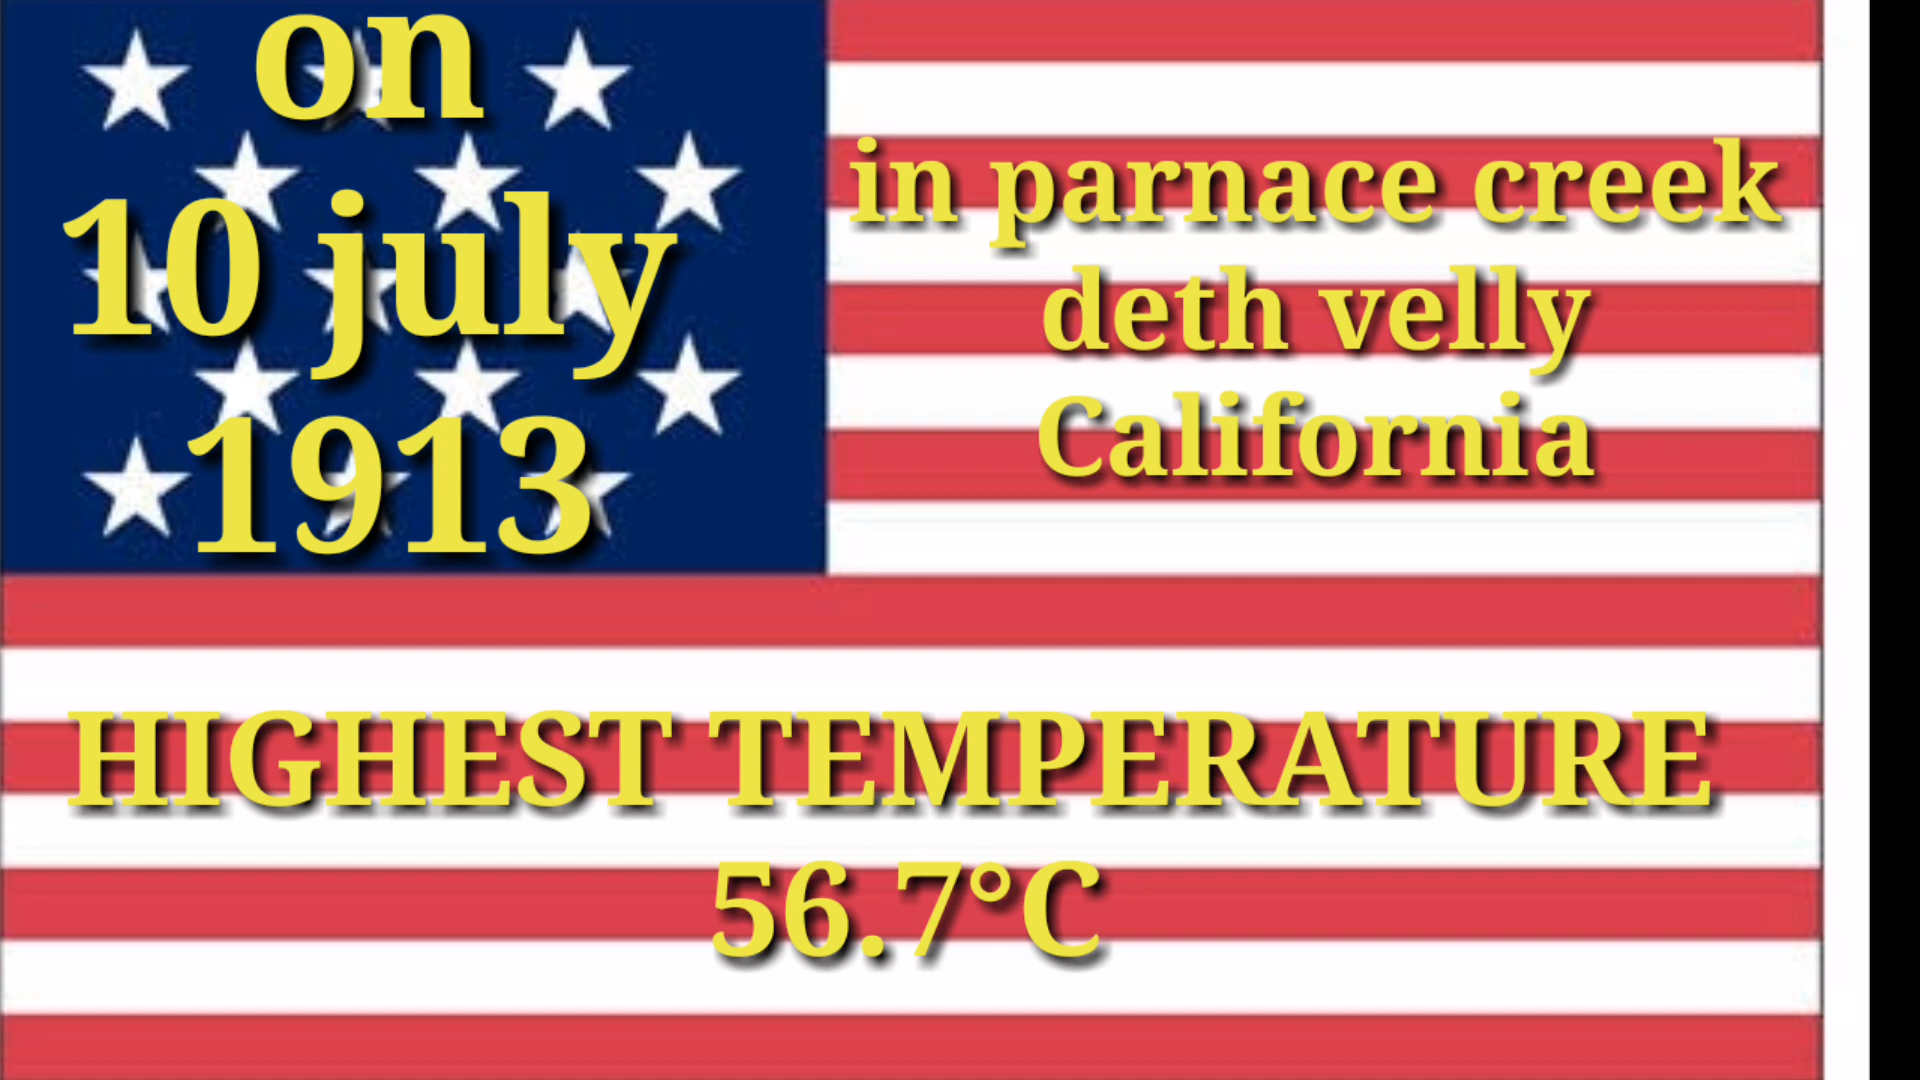 on
10 july
1913
in parnace creek
deth velly
California
HIGHEST TEMPERATURE
56.7°C